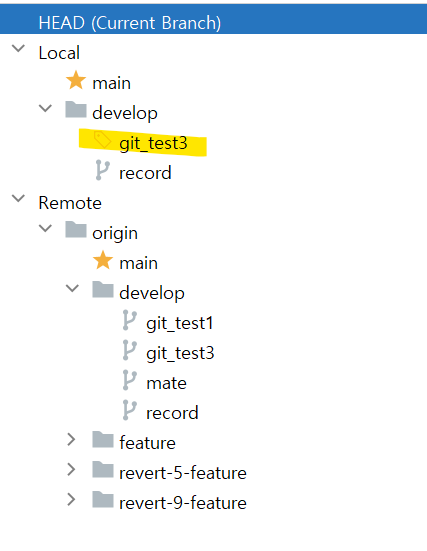 HEAD (Current Branch)
Local
main
develop
git_test3
record
Remote
origin
main
develop
git_test1
git_test3
mate
record
feature
revert-5-feature
revert-9-feature